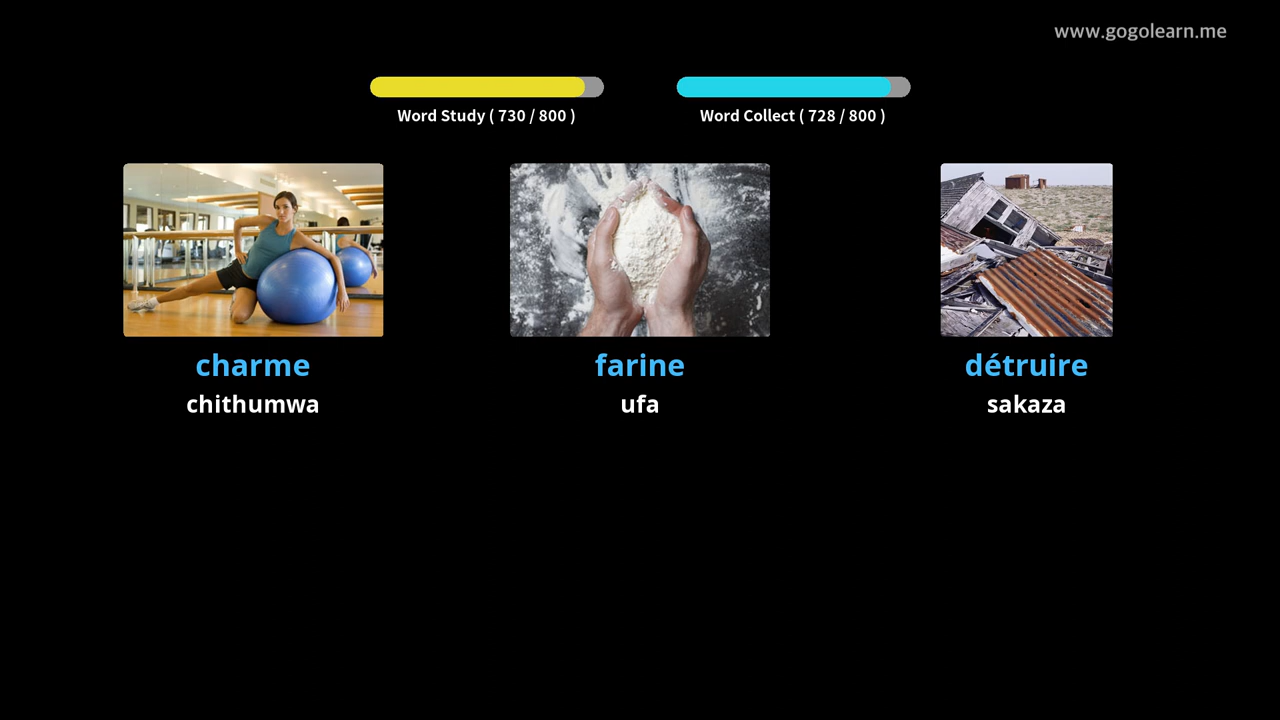 www.gogolearn.me
Word Study ( 730 / 800 )
Word Collect ( 728 / 800 )
charme
chithumwa
farine
ufa
détruire
sakaza